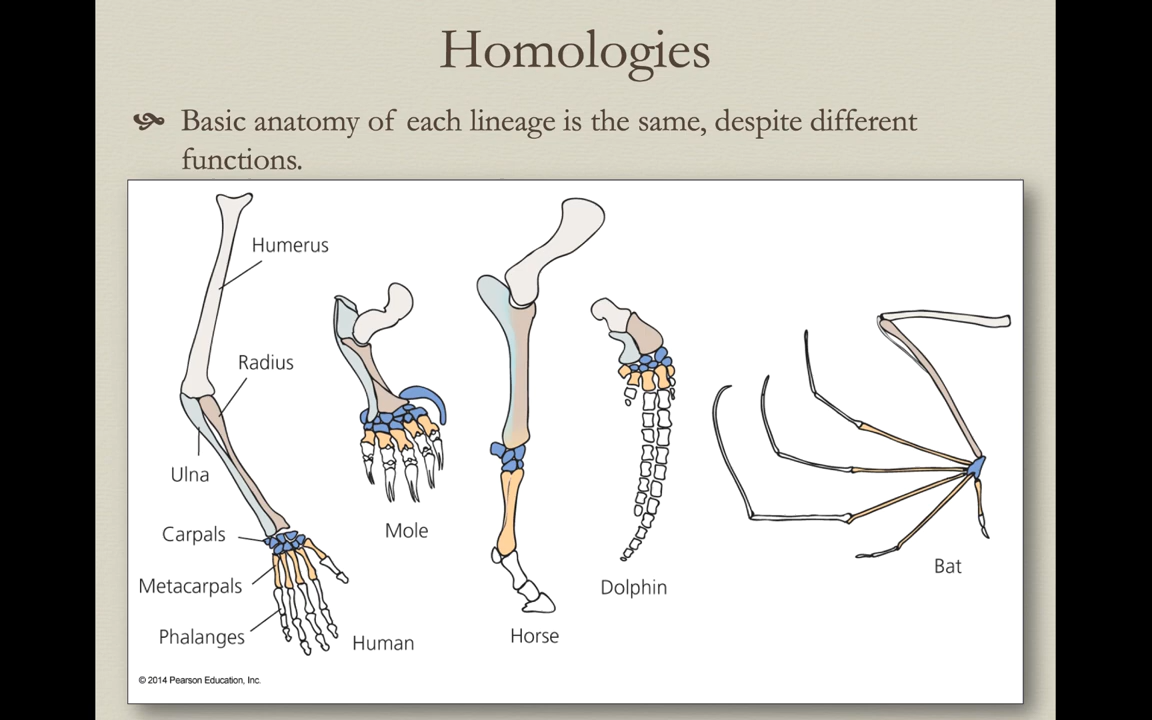 Homologies
Basic anatomy of each lineage is the same, despite different
functions.
Humerus
Radius
Ulna
Carpals
Metacarpals
Phalanges
Human
Mole
Horse
Dolphin
Bat
© 2014 Pearson Education, Inc.